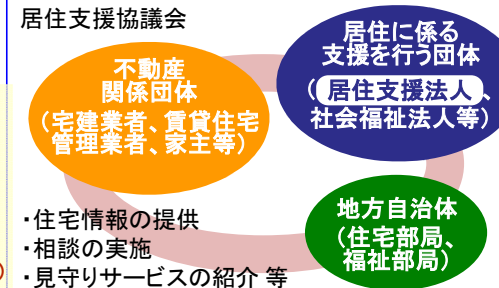 居住支援協議会
不動産
関係団体
(宅建業者、賃貸住宅
管理業者、家主等)
居住に係る
支援を行う団体
(居住支援法人、
社会福祉法人等)
地方自治体
(住宅部局、
福祉部局)
・住宅情報の提供
・相談の実施
・見守りサービスの紹介 等